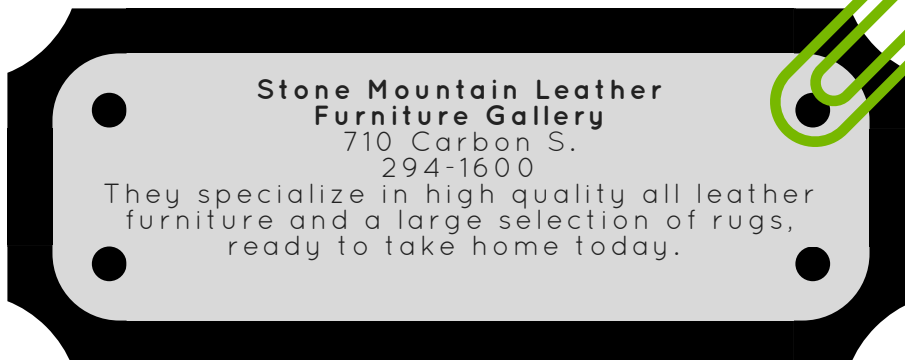 Stone Mountain Leather
Furniture Gallery
710 Carbon S.
294-1600
They specialize in high quality all leather
furniture and a large selection of rugs,
ready to take home today.